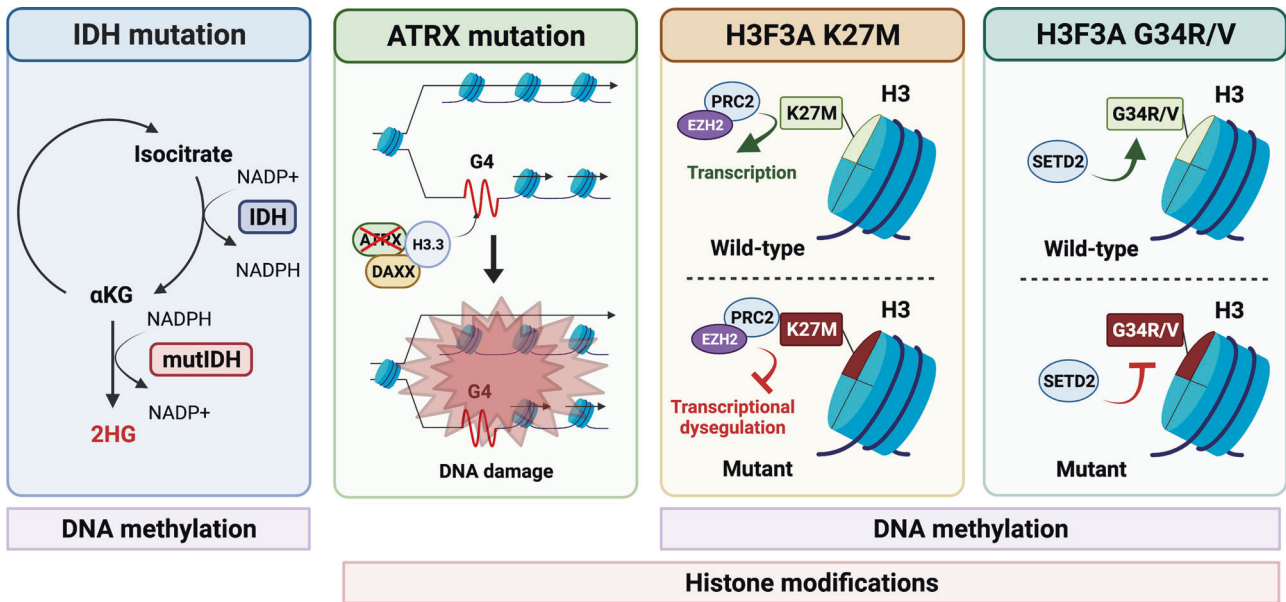 IDH mutation
Isocitrate
NADP+
IDH
NADPH
αKG
NADPH
mutIDH
NADP+
2HG
ATRX mutation
G4
ATRX
H3.3
DAXX
G4
DNA damage
H3F3A K27M
H3
PRC2
K27M
EZH2
Transcription
Wild-type
H3
PRC2
K27M
EZH2
Transcriptional
dysegulation
Mutant
H3F3A G34R/V
H3
G34R/V
SETD2
Wild-type
H3
G34R/V
SETD2
Mutant
DNA methylation
DNA methylation
Histone modifications